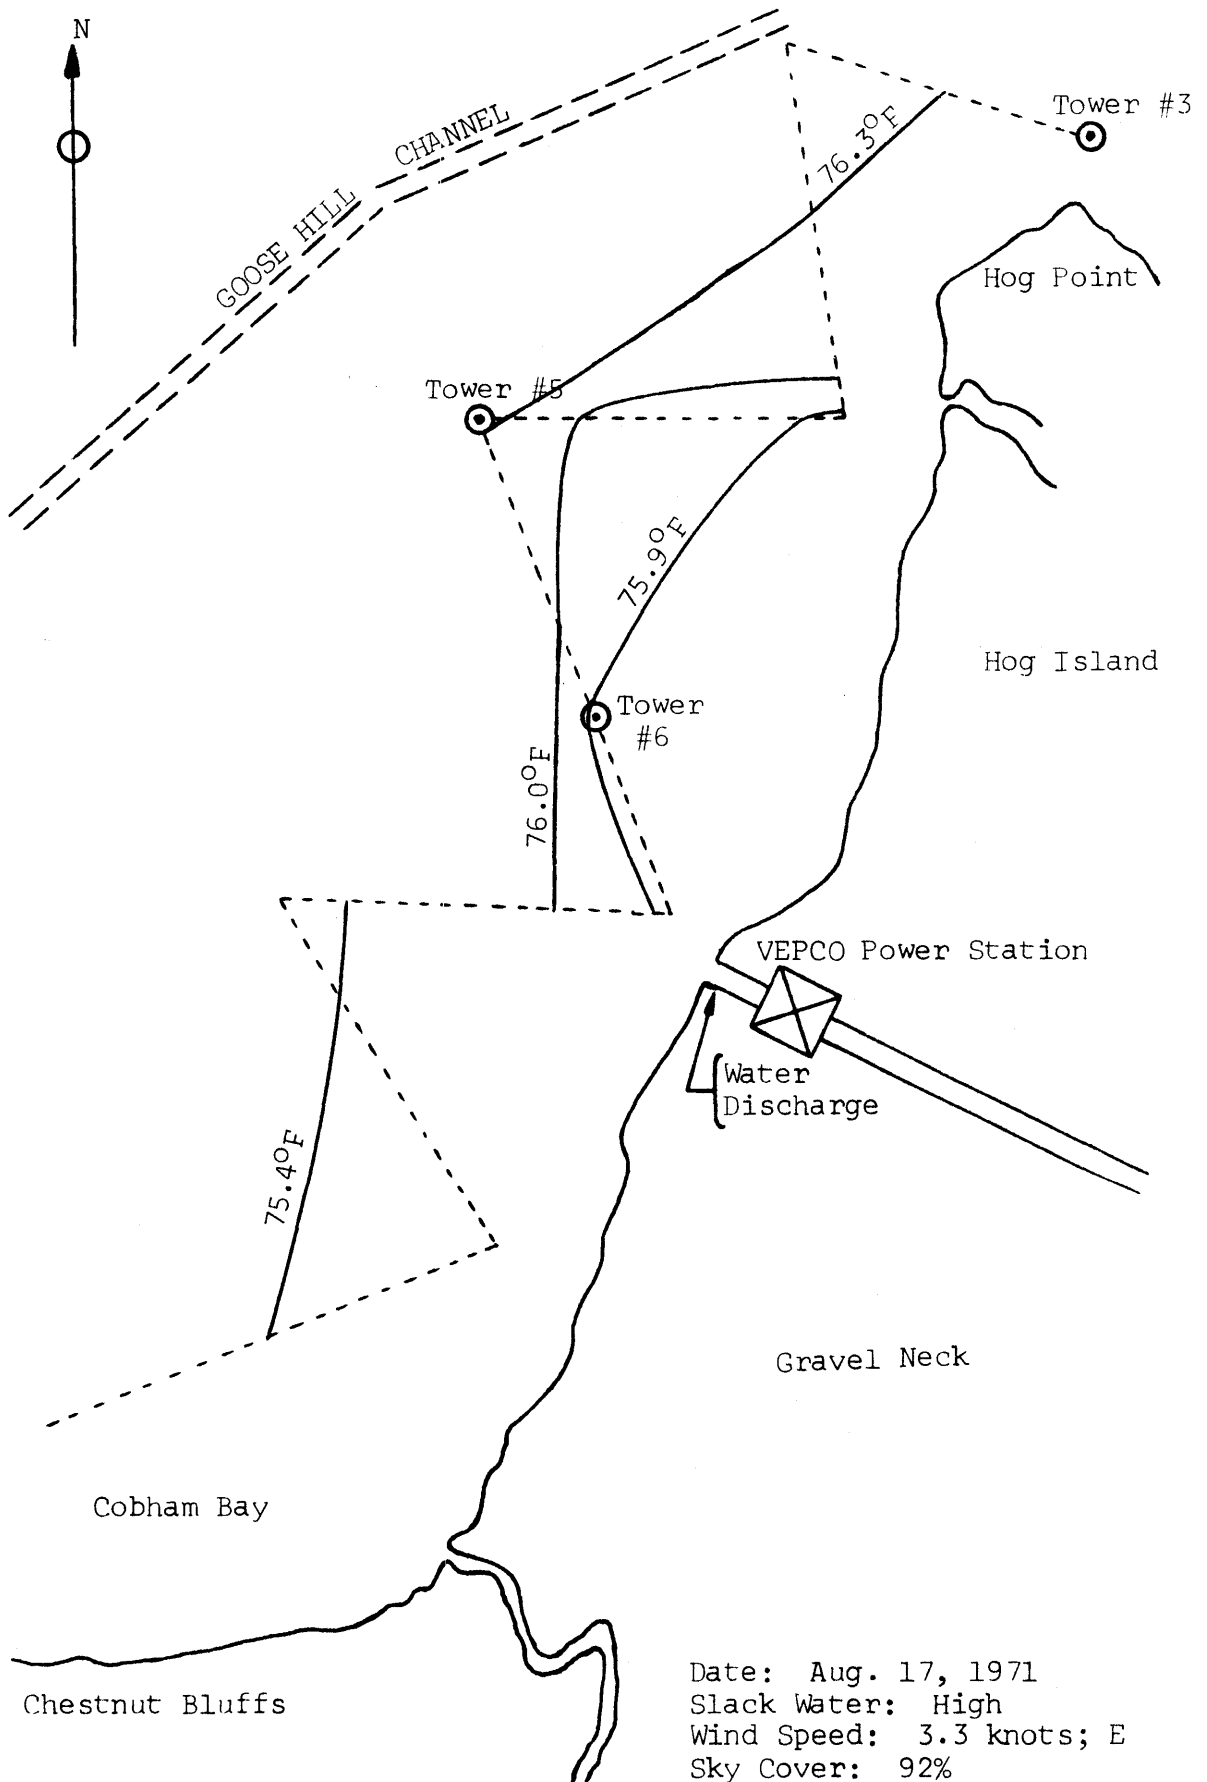 N
GOOSE HILL CHANNEL
Tower #3
76.3°F
Hog Point
Tower #5
75.9°F
Hog Island
Tower
#6
76.0°F
VEPCO Power Station
Water
Discharge
75.4°F
Gravel Neck
Cobham Bay
Chestnut Bluffs
Date: Aug. 17, 1971
Slack Water: High
Wind Speed: 3.3 knots; E
Sky Cover: 92%